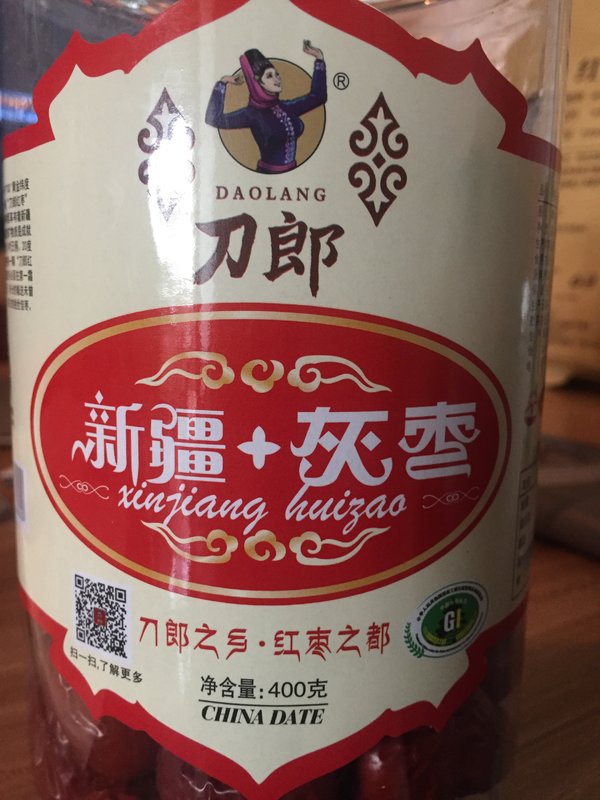 ®
DAOLANG
刀郎
新疆+灰枣
xinjiang huizao
刀郎之乡·红枣之都
GI
扫一扫,了解更多
净含量:400克
CHINA DATE